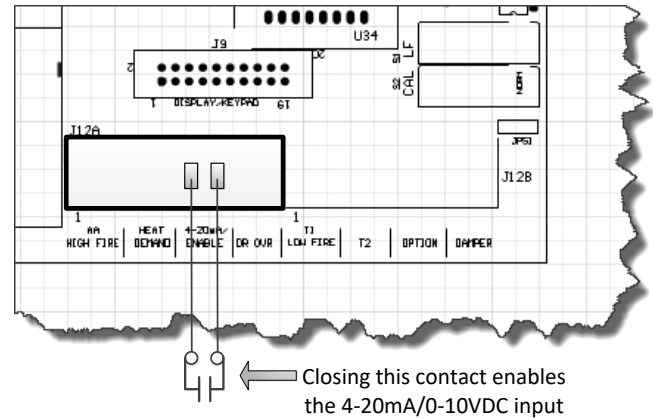 U34
J9
2
20
1 DISPLAY/KEYPAD 19
S1 LF
S2 CAL
NORM
JP51
J12A
J12B
1 1
AA HEAT 4-20mA/ T1
HIGH FIRE DEMAND ENABLE DR OVR LOW FIRE T2 OPTION DAMPER
Closing this contact enables
the 4-20mA/0-10VDC input